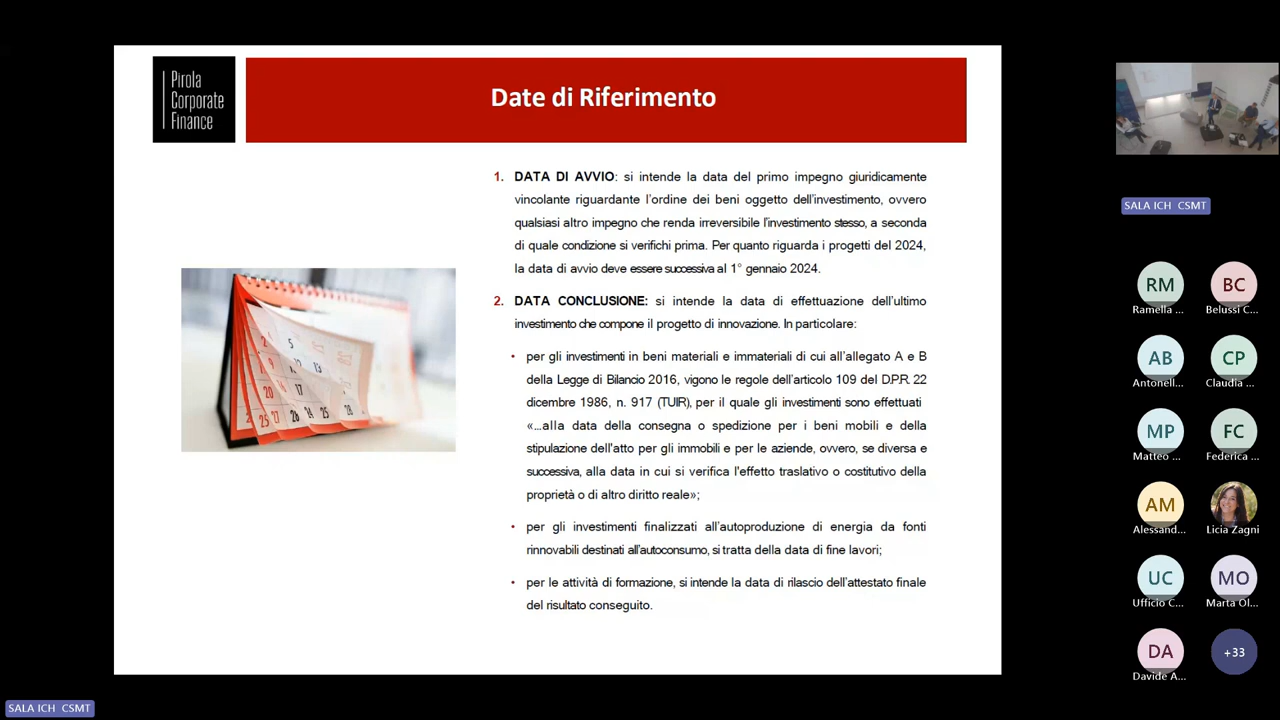 Pirola
Corporate
Finance
Date di Riferimento
1. DATA DI AVVIO: si intende la data del primo impegno giuridicamente
vincolante riguardante l'ordine dei beni oggetto dell'investimento, ovvero
qualsiasi altro impegno che renda irreversibile l'investimento stesso, a seconda
di quale condizione si verifichi prima. Per quanto riguarda i progetti del 2024,
la data di avvio deve essere successiva al 1° gennaio 2024.
2. DATA CONCLUSIONE: si intende la data di effettuazione dell'ultimo
investimento che compone il progetto di innovazione. In particolare:
• per gli investimenti in beni materiali e immateriali di cui all'allegato A e B
della Legge di Bilancio 2016, vigono le regole dell'articolo 109 del D.P.R. 22
dicembre 1986, n. 917 (TUIR), per il quale gli investimenti sono effettuati
«...alla data della consegna o spedizione per i beni mobili e della
stipulazione dell'atto per gli immobili e per le aziende, ovvero, se diversa e
successiva, alla data in cui si verifica l'effetto traslativo o costitutivo della
proprietà o di altro diritto reale»;
• per gli investimenti finalizzati all'autoproduzione di energia da fonti
rinnovabili destinati all'autoconsumo, si tratta della data di fine lavori;
• per le attività di formazione, si intende la data di rilascio dell'attestato finale
del risultato conseguito.
5
12
13
17
20
24
25
28
SALA ICH CSMT
RM
Ramella ...
BC
Belussi C...
AB
Antonell...
CP
Claudia ...
MP
Matteo ...
FC
Federica ...
AM
Alessand...
Licia Zagni
UC
Ufficio C...
MO
Marta Ol...
DA
Davide A...
+33
SALA ICH CSMT